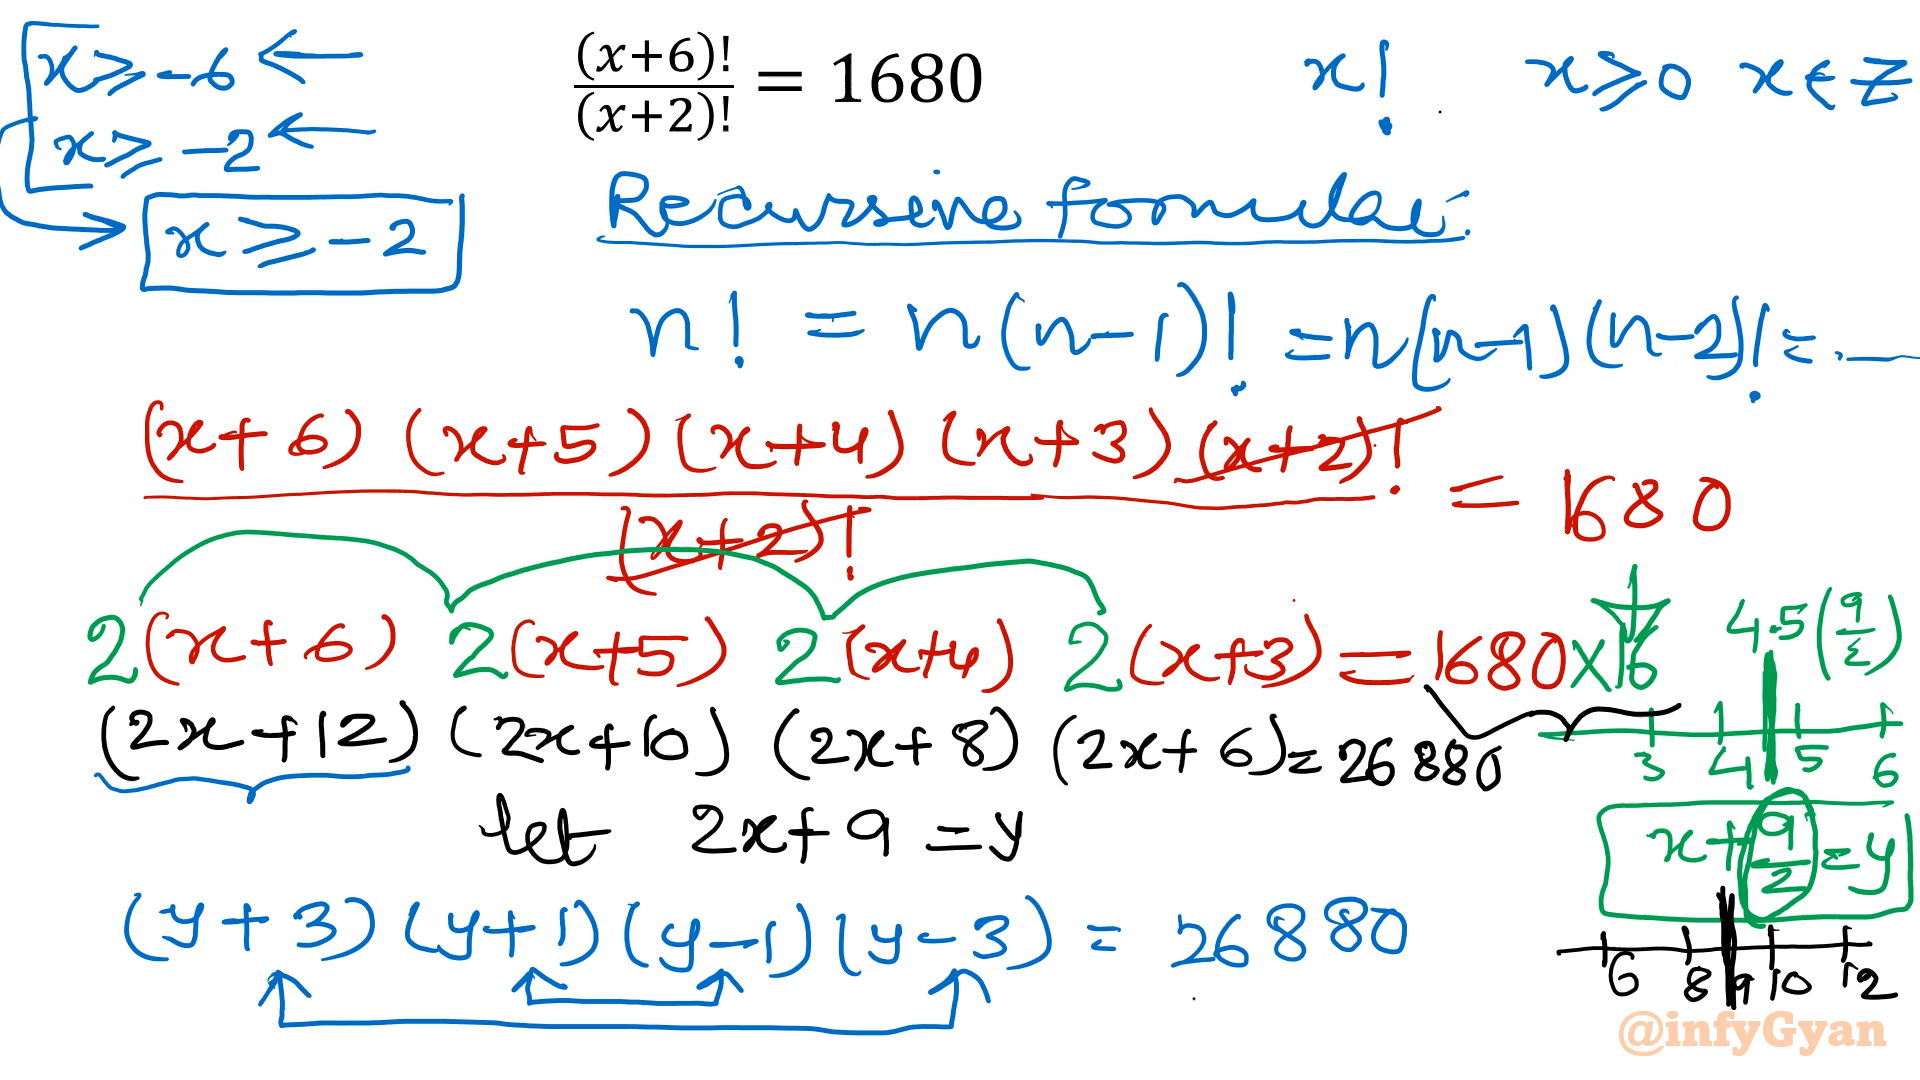 x ≥ -6 ←
x ≥ -2 ←
x ≥ -2
(x+6)!/(x+2)! = 1680
x! x ≥ 0 x ∈ Z
Recursive formulae:
n! = n(n-1)! = n(n-1)(n-2)! = .....
(x+6)(x+5)(x+4)(x+3)(x+2)!/(x+2)! = 1680
2(x+6) 2(x+5) 2(x+4) 2(x+3) = 1680×16
(2x+12)(2x+10)(2x+8)(2x+6) = 26880
let 2x+9 = y
(y+3)(y+1)(y-1)(y-3) = 26880
4.5 (9/2)
3 4 5 6
x + 9/2 = y
6 8 9 10 12
@infyGyan